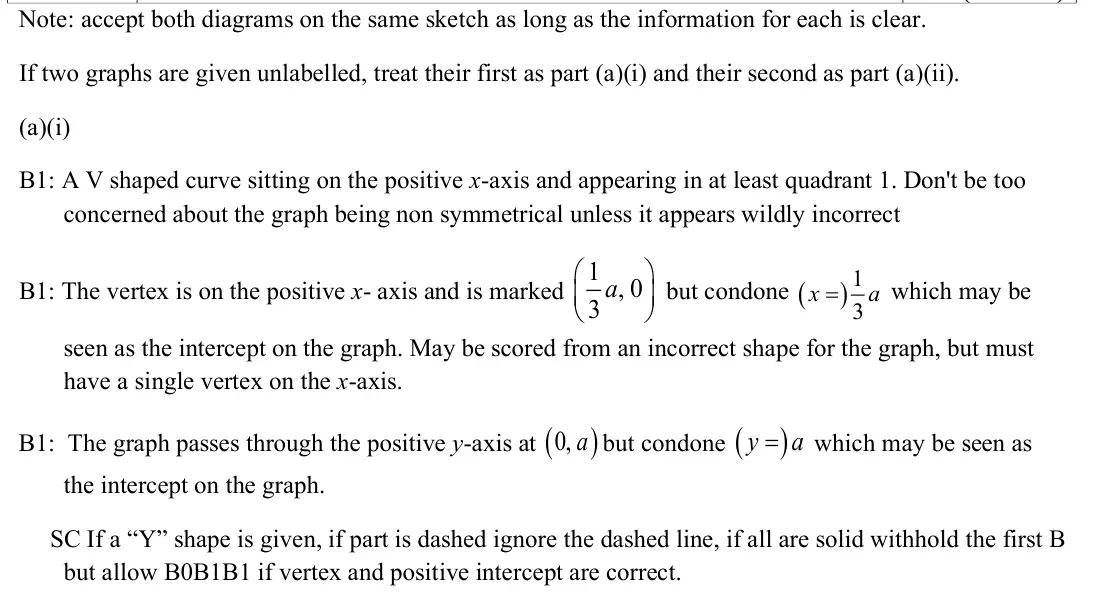 Note: accept both diagrams on the same sketch as long as the information for each is clear.
If two graphs are given unlabelled, treat their first as part (a)(i) and their second as part (a)(ii).
(a)(i)
B1: A V shaped curve sitting on the positive x-axis and appearing in at least quadrant 1. Don't be too
concerned about the graph being non symmetrical unless it appears wildly incorrect
B1: The vertex is on the positive x- axis and is marked (1/3 a, 0) but condone (x =) 1/3 a which may be
seen as the intercept on the graph. May be scored from an incorrect shape for the graph, but must
have a single vertex on the x-axis.
B1: The graph passes through the positive y-axis at (0, a) but condone (y =) a which may be seen as
the intercept on the graph.
SC If a “Y” shape is given, if part is dashed ignore the dashed line, if all are solid withhold the first B
but allow B0B1B1 if vertex and positive intercept are correct.